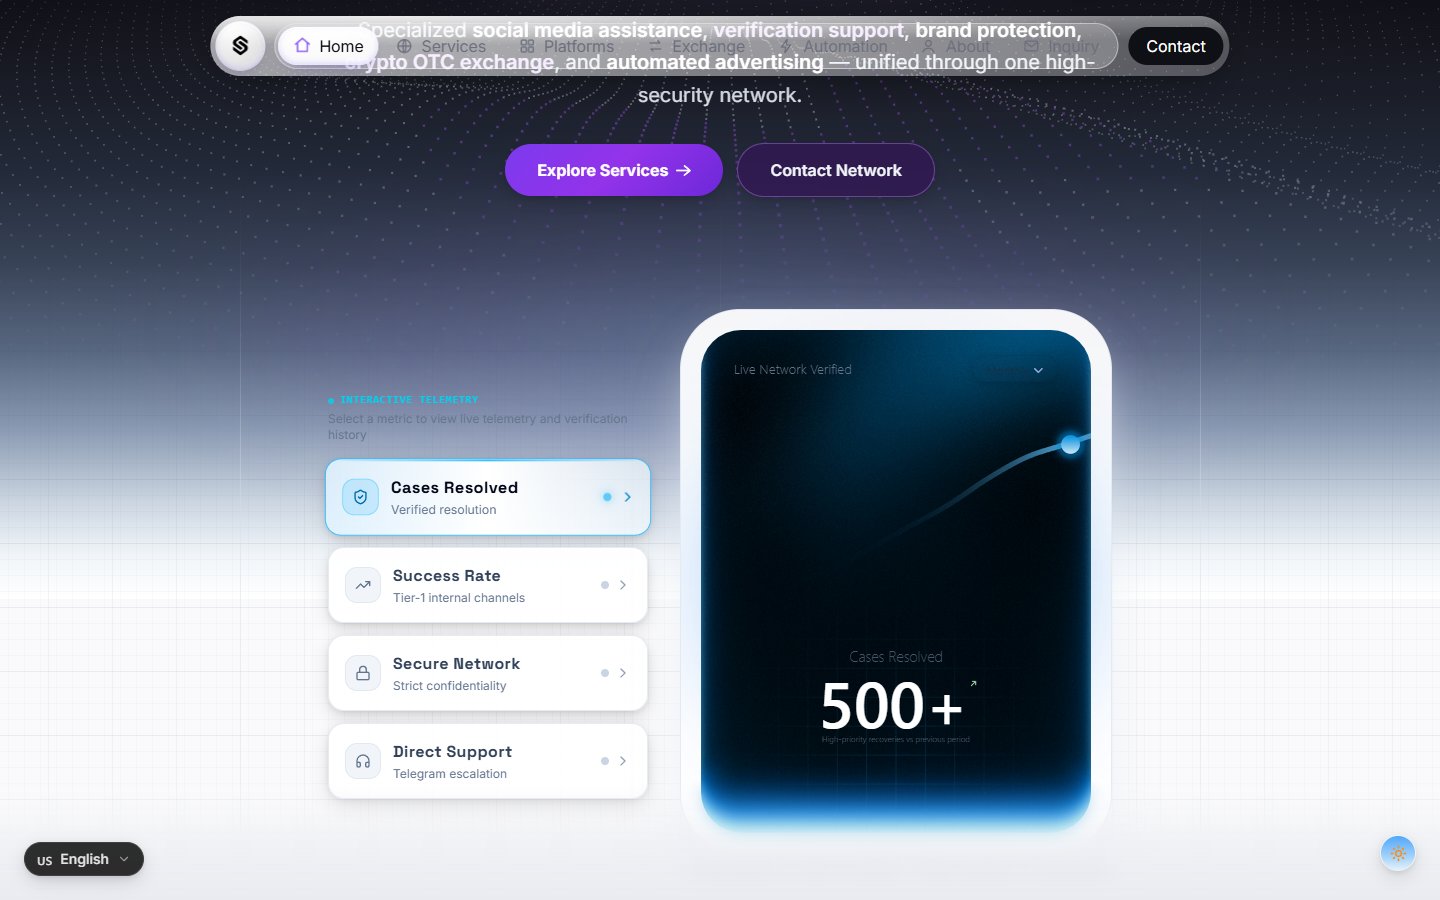 Specialized social media assistance, verification support, brand protection,
Home
Services
Platforms
Exchange
Automation
About
Inquiry
Contact
crypto OTC exchange, and automated advertising — unified through one high-
security network.
Explore Services →
Contact Network
INTERACTIVE TELEMETRY
Select a metric to view live telemetry and verification
history
Cases Resolved
Verified resolution
Success Rate
Tier-1 internal channels
Secure Network
Strict confidentiality
Direct Support
Telegram escalation
Live Network Verified
Cases Resolved
500+
High-priority recoveries vs previous period
US English